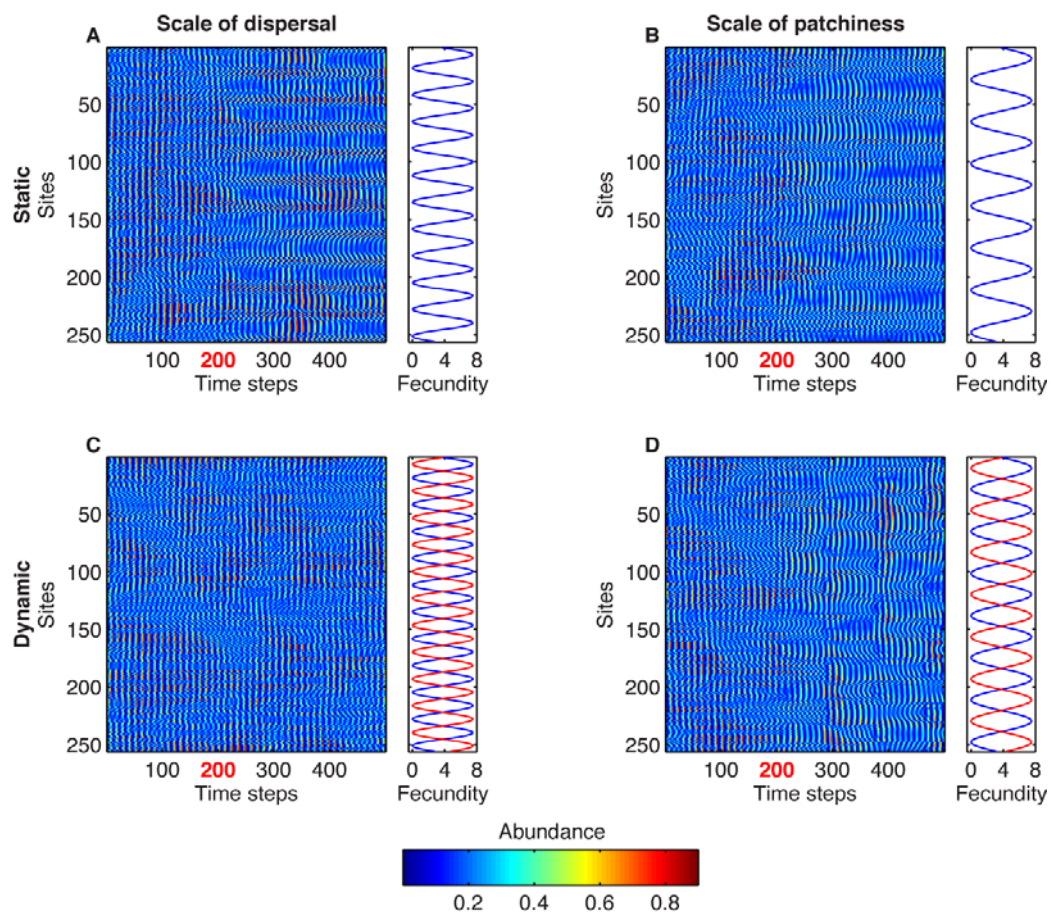 Scale of dispersal
Scale of patchiness
A
B
Static
Sites
50
100
150
200
250
100 200 300 400
Time steps
0 4 8
Fecundity
Sites
50
100
150
200
250
100 200 300 400
Time steps
0 4 8
Fecundity
C
D
Dynamic
Sites
50
100
150
200
250
100 200 300 400
Time steps
0 4 8
Fecundity
Sites
50
100
150
200
250
100 200 300 400
Time steps
0 4 8
Fecundity
Abundance
0.2 0.4 0.6 0.8